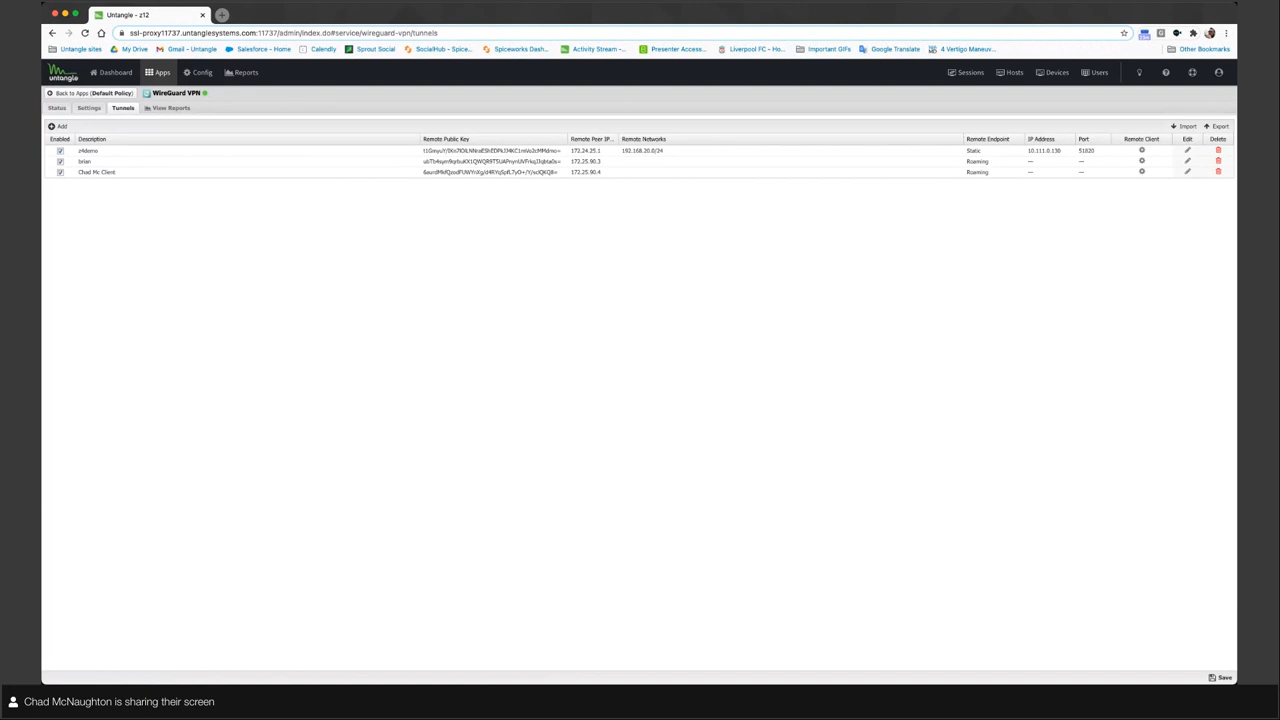 Untangle - z12
ssl-proxy11737.untanglesystems.com:11737/admin/index.do#service/wireguard-vpn/tunnels
Untangle sites My Drive Gmail - Untangle Salesforce - Home Calendly Sprout Social SocialHub - Spice... Spiceworks Dash... Activity Stream -... Presenter Access... Liverpool FC - Ho... Important GIFs Google Translate 4 Vertigo Maneuv... Other Bookmarks
untangle Dashboard Apps Config Reports Sessions Hosts Devices Users
Back to Apps (Default Policy) WireGuard VPN
Status Settings Tunnels View Reports
Add Import Export
Enabled Description Remote Public Key Remote Peer IP... Remote Networks Remote Endpoint IP Address Port Remote Client Edit Delete
z4demo 172.24.25.1 192.168.20.0/24 Static 10.111.0.130 51820
brian 172.25.90.3 Roaming — —
Chad Mc Client 172.25.90.4 Roaming — —
Save
Chad McNaughton is sharing their screen